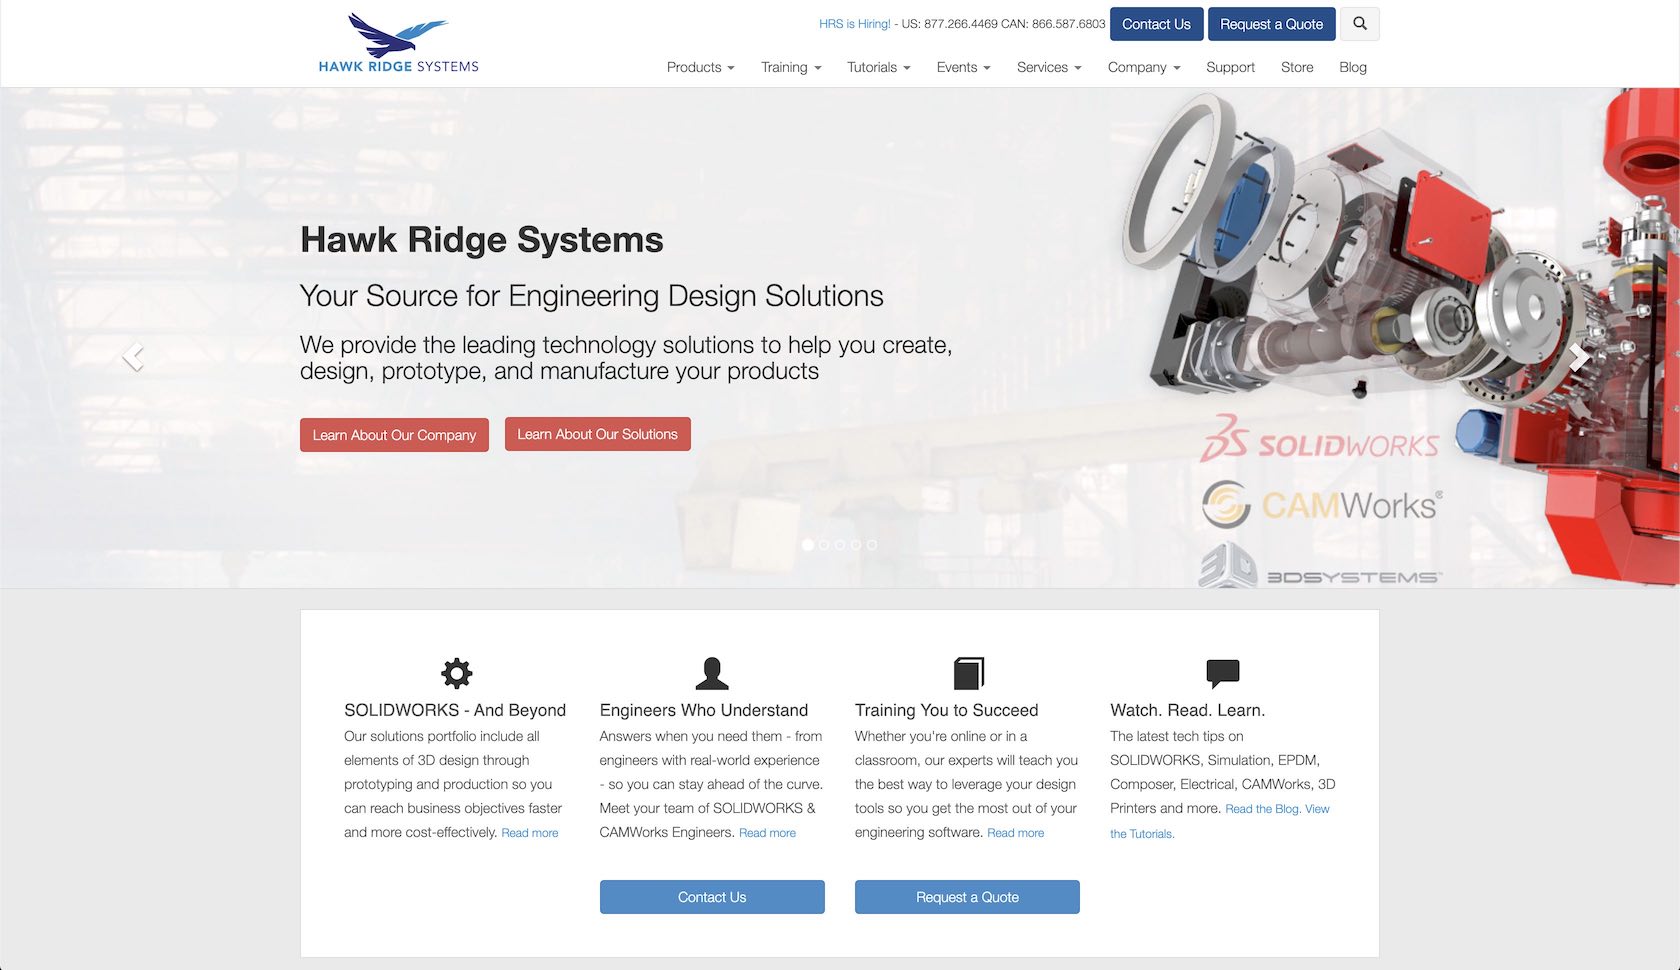 HRS is Hiring! - US: 877.266.4469 CAN: 866.587.6803 Contact Us Request a Quote
HAWK RIDGE SYSTEMS
Products Training Tutorials Events Services Company Support Store Blog
Hawk Ridge Systems
Your Source for Engineering Design Solutions
We provide the leading technology solutions to help you create,
design, prototype, and manufacture your products
Learn About Our Company Learn About Our Solutions
SOLIDWORKS
CAMWorks®
3DSYSTEMS™
SOLIDWORKS - And Beyond
Our solutions portfolio include all
elements of 3D design through
prototyping and production so you
can reach business objectives faster
and more cost-effectively. Read more
Engineers Who Understand
Answers when you need them - from
engineers with real-world experience
- so you can stay ahead of the curve.
Meet your team of SOLIDWORKS &
CAMWorks Engineers. Read more
Contact Us
Training You to Succeed
Whether you're online or in a
classroom, our experts will teach you
the best way to leverage your design
tools so you get the most out of your
engineering software. Read more
Request a Quote
Watch. Read. Learn.
The latest tech tips on
SOLIDWORKS, Simulation, EPDM,
Composer, Electrical, CAMWorks, 3D
Printers and more. Read the Blog. View
the Tutorials.